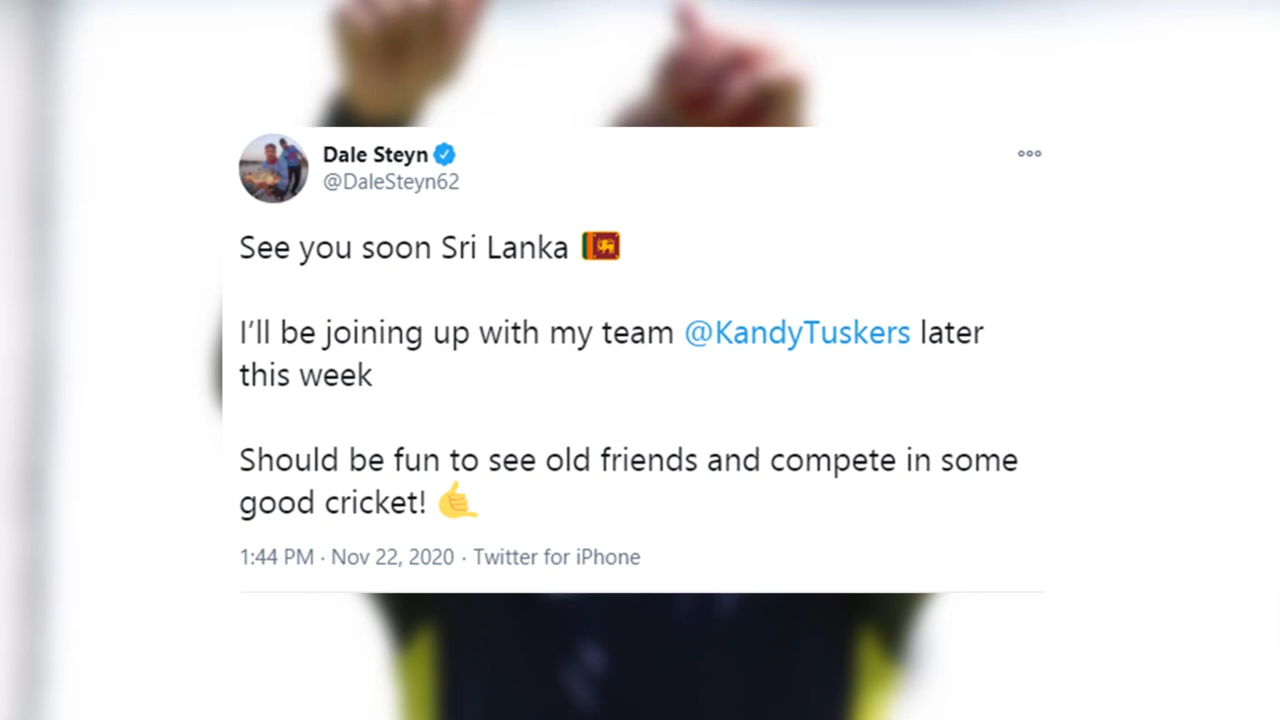 Dale Steyn
@DaleSteyn62
See you soon Sri Lanka 🇱🇰
I’ll be joining up with my team @KandyTuskers later
this week
Should be fun to see old friends and compete in some
good cricket! 🤙
1:44 PM · Nov 22, 2020 · Twitter for iPhone